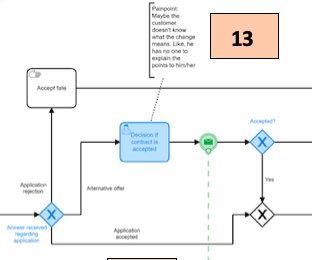 Painpoint:
Maybe the
customer
doesn't know
what the change
means. Like, he
has no one to
explain the
points to him/her
13
Accept fate
Decision if
contract is
accepted
Accepted?
Yes
Application
rejection
Alternative offer
Answer received
regarding
application
Application
accepted